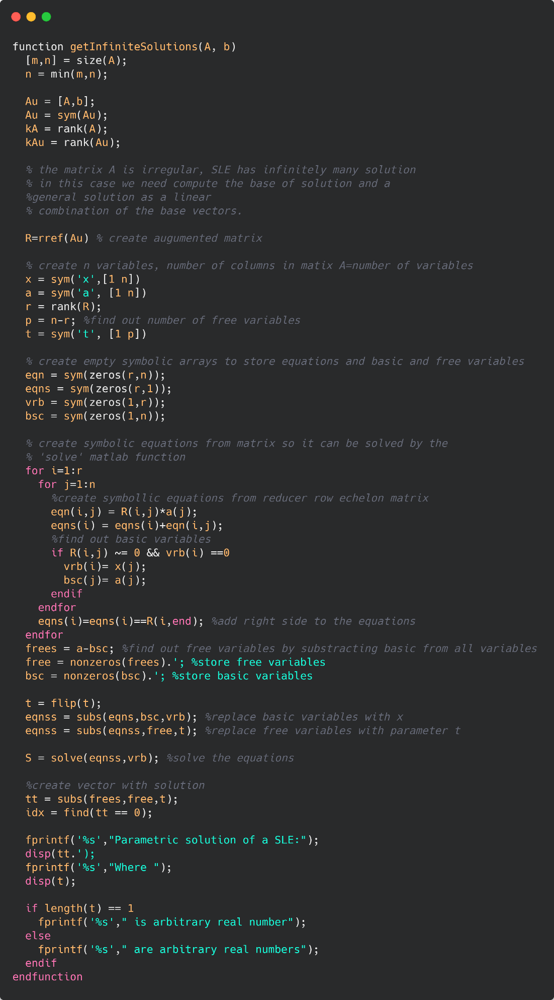 function getInfiniteSolutions(A, b)
  [m,n] = size(A);
  n = min(m,n);

  Au = [A,b];
  Au = sym(Au);
  kA = rank(A);
  kAu = rank(Au);

  % the matrix A is irregular, SLE has infinitely many solution
  % in this case we need compute the base of solution and a
  %general solution as a linear
  % combination of the base vectors.

  R=rref(Au) % create augumented matrix

  % create n variables, number of columns in matix A=number of variables
  x = sym('x',[1 n])
  a = sym('a', [1 n])
  r = rank(R);
  p = n-r; %find out number of free variables
  t = sym('t', [1 p])

  % create empty symbolic arrays to store equations and basic and free variables
  eqn = sym(zeros(r,n));
  eqns = sym(zeros(r,1));
  vrb = sym(zeros(1,r));
  bsc = sym(zeros(1,n));

  % create symbolic equations from matrix so it can be solved by the
  % 'solve' matlab function
  for i=1:r
    for j=1:n
      %create symbollic equations from reducer row echelon matrix
      eqn(i,j) = R(i,j)*a(j);
      eqns(i) = eqns(i)+eqn(i,j);
      %find out basic variables
      if R(i,j) ~= 0 && vrb(i) ==0
        vrb(i)= x(j);
        bsc(j)= a(j);
      endif
    endfor
    eqns(i)=eqns(i)==R(i,end); %add right side to the equations
  endfor
  frees = a-bsc; %find out free variables by substracting basic from all variables
  free = nonzeros(frees).'; %store free variables
  bsc = nonzeros(bsc).'; %store basic variables

  t = flip(t);
  eqnss = subs(eqns,bsc,vrb); %replace basic variables with x
  eqnss = subs(eqnss,free,t); %replace free variables with parameter t

  S = solve(eqnss,vrb); %solve the equations

  %create vector with solution
  tt = subs(frees,free,t);
  idx = find(tt == 0);

  fprintf('%s',"Parametric solution of a SLE:");
  disp(tt.');
  fprintf('%s',"Where ");
  disp(t);

  if length(t) == 1
    fprintf('%s'," is arbitrary real number");
  else
    fprintf('%s'," are arbitrary real numbers");
  endif
endfunction